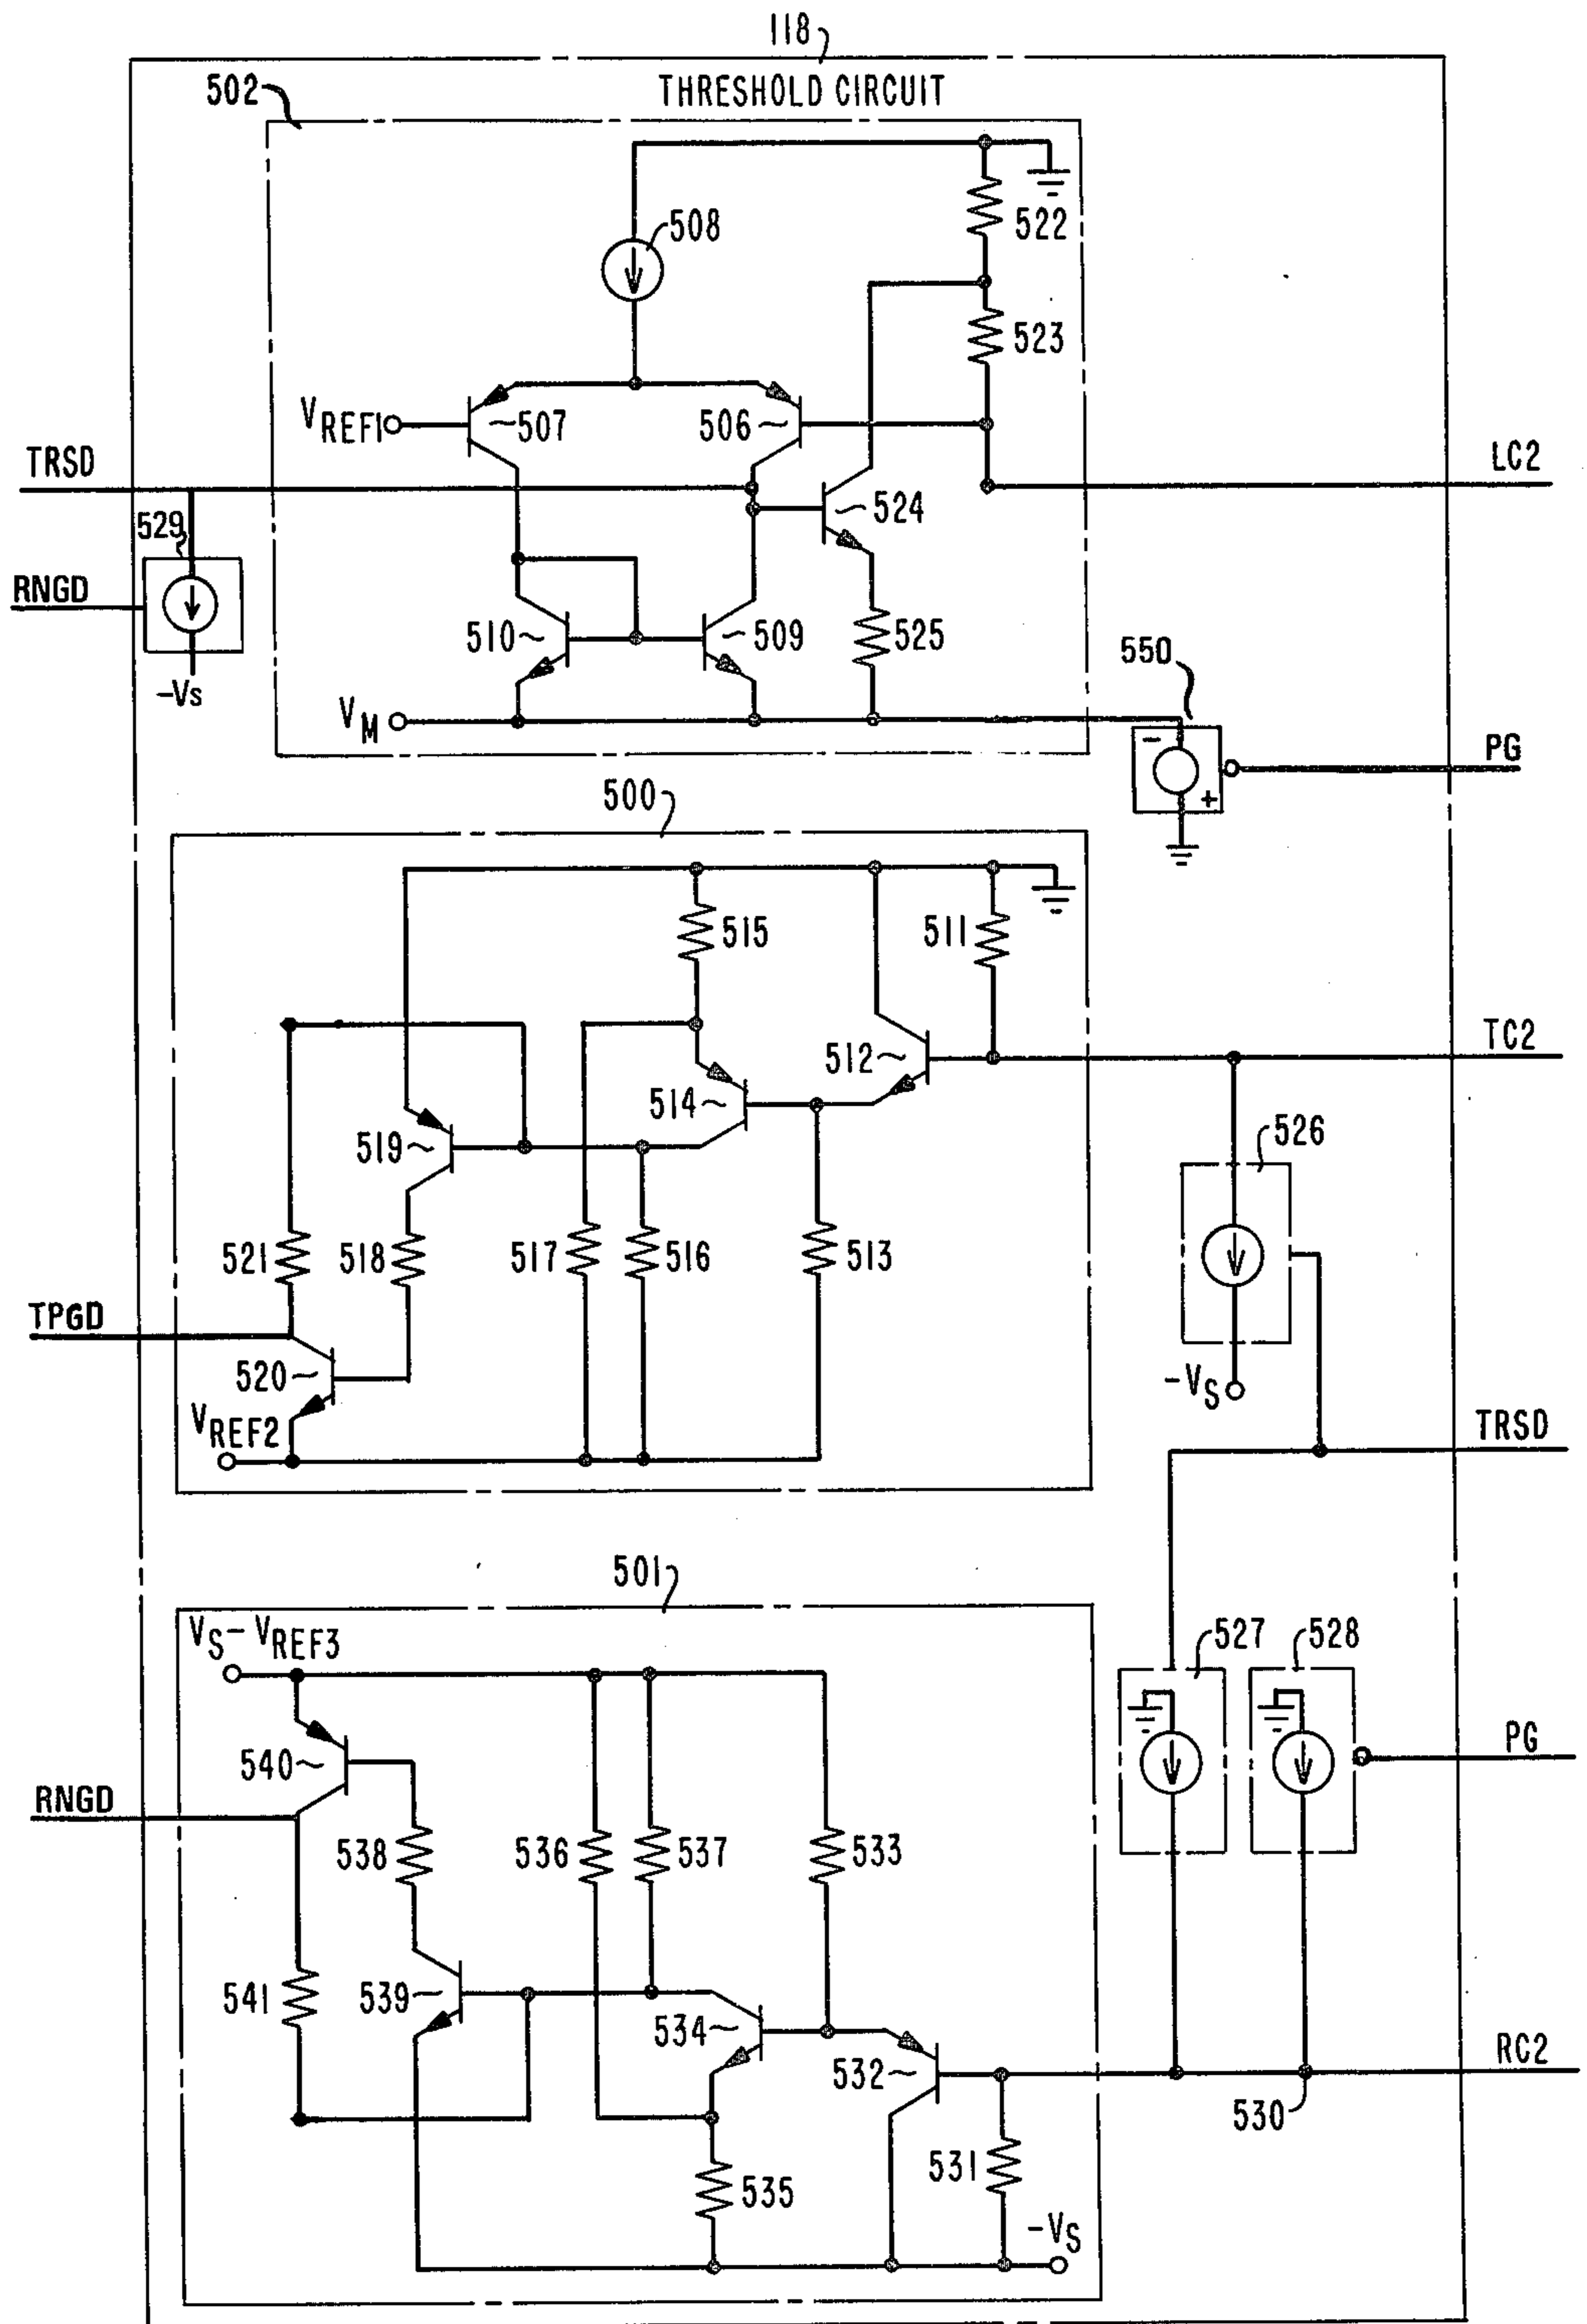 118
THRESHOLD CIRCUIT
502
508
522
523
VREF1
507
506
TRSD
LC2
524
529
RNGD
510
509
525
550
-Vs
VM
PG
- +
500
515
511
TC2
512
514
526
519
521
518
517
516
513
TPGD
520
-VS
VREF2
TRSD
501
VS-VREF3
527
528
540
PG
RNGD
538
536
537
533
541
539
534
532
RC2
530
531
535
-VS